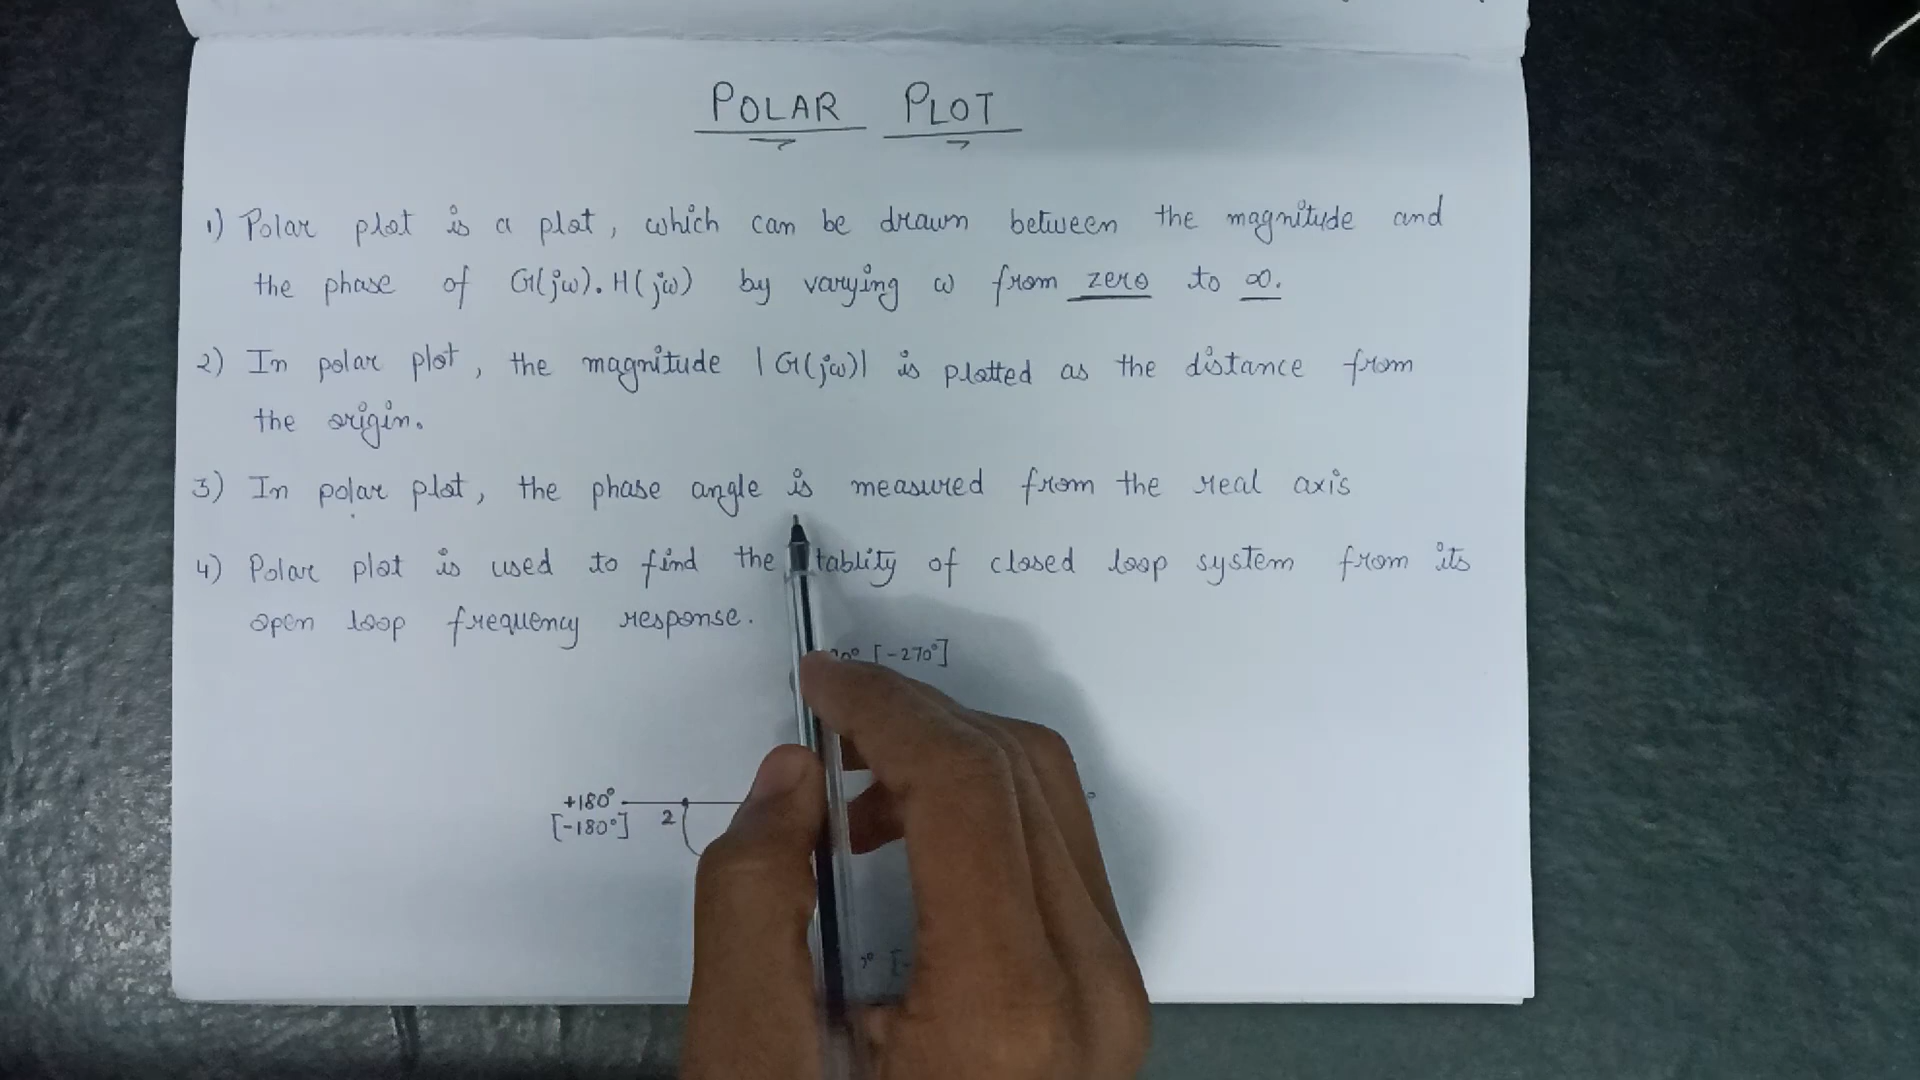 POLAR PLOT
1) Polar plot is a plot, which can be drawn between the magnitude and
the phase of G(jω).H(jω) by varying ω from zero to ∞.
2) In polar plot, the magnitude |G(jω)| is plotted as the distance from
the origin.
3) In polar plot, the phase angle is measured from the real axis
4) Polar plot is used to find the tablity of closed loop system from its
open loop frequency response.
[-270°]
+180°
[-180°] 2